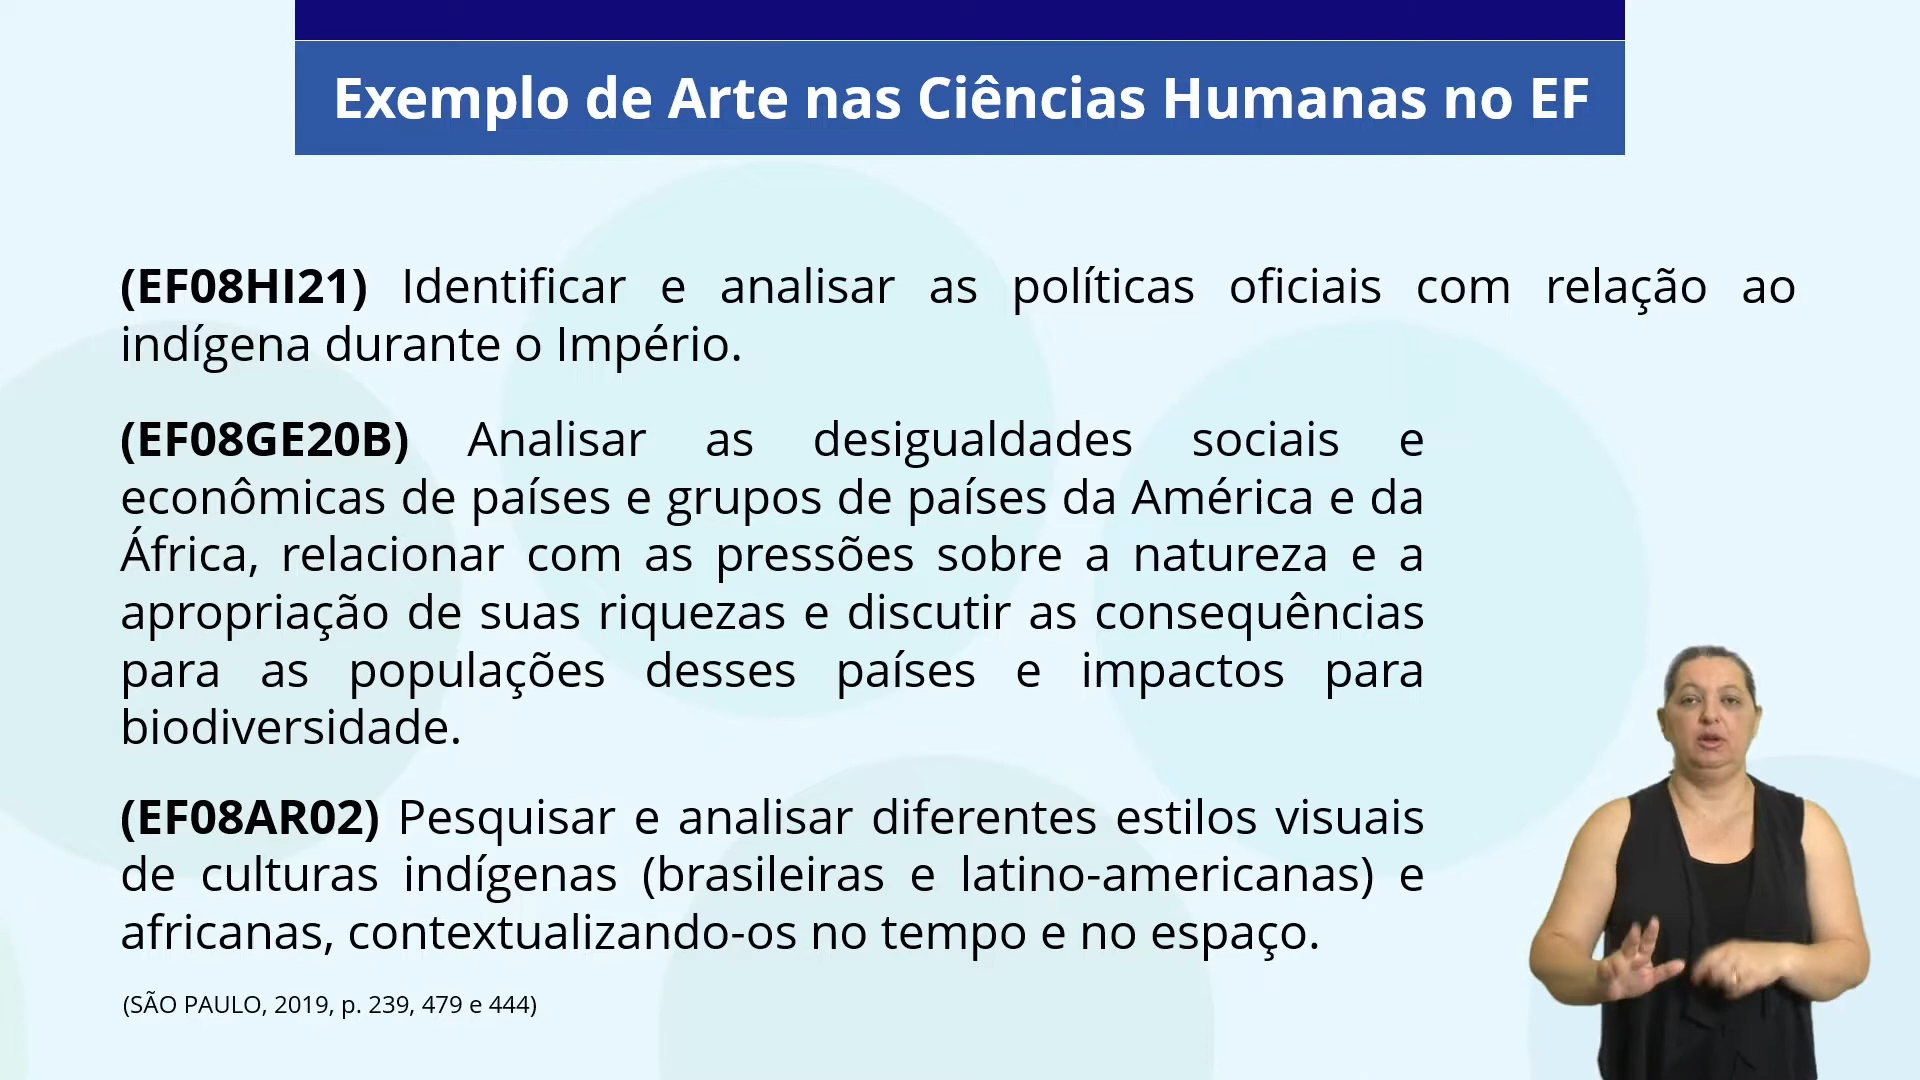 Exemplo de Arte nas Ciências Humanas no EF
(EF08HI21) Identificar e analisar as políticas oficiais com relação ao
indígena durante o Império.
(EF08GE20B) Analisar as desigualdades sociais e
econômicas de países e grupos de países da América e da
África, relacionar com as pressões sobre a natureza e a
apropriação de suas riquezas e discutir as consequências
para as populações desses países e impactos para
biodiversidade.
(EF08AR02) Pesquisar e analisar diferentes estilos visuais
de culturas indígenas (brasileiras e latino-americanas) e
africanas, contextualizando-os no tempo e no espaço.
(SÃO PAULO, 2019, p. 239, 479 e 444)